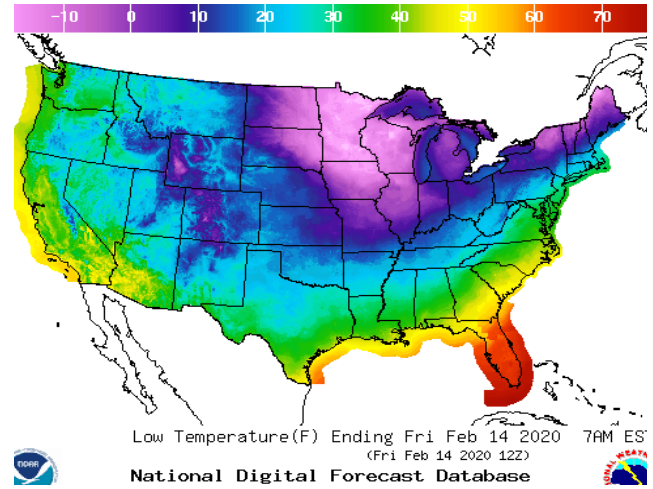 -10 0 10 20 30 40 50 60 70
Low Temperature(F) Ending Fri Feb 14 2020 7AM EST
(Fri Feb 14 2020 12Z)
National Digital Forecast Database
noaa